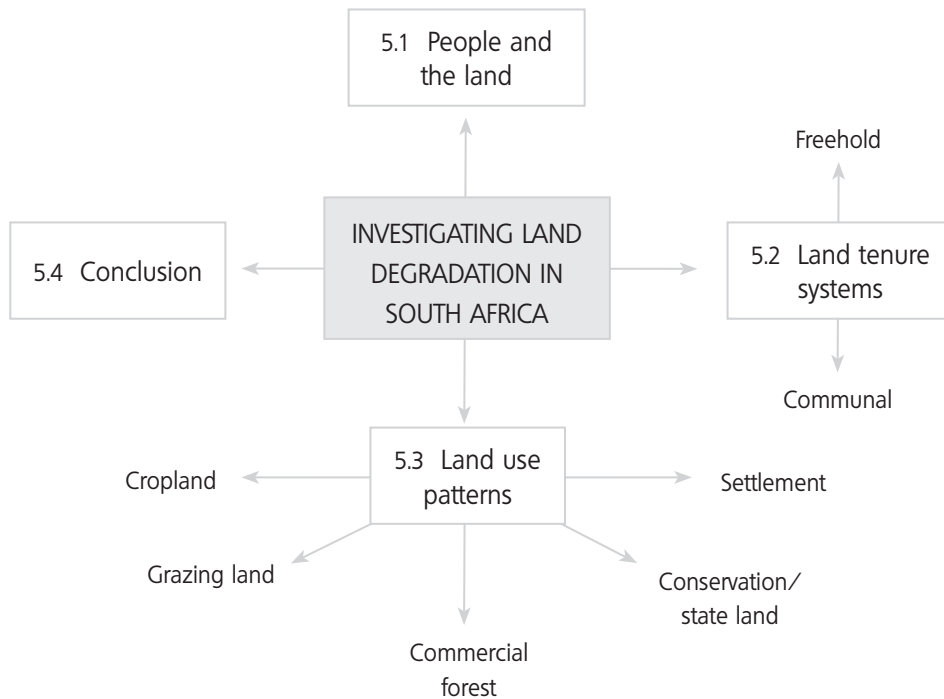 5.1 People and
the land
Freehold
INVESTIGATING LAND
DEGRADATION IN
SOUTH AFRICA
5.4 Conclusion
5.2 Land tenure
systems
Communal
5.3 Land use
patterns
Cropland
Settlement
Grazing land
Conservation/
state land
Commercial
forest